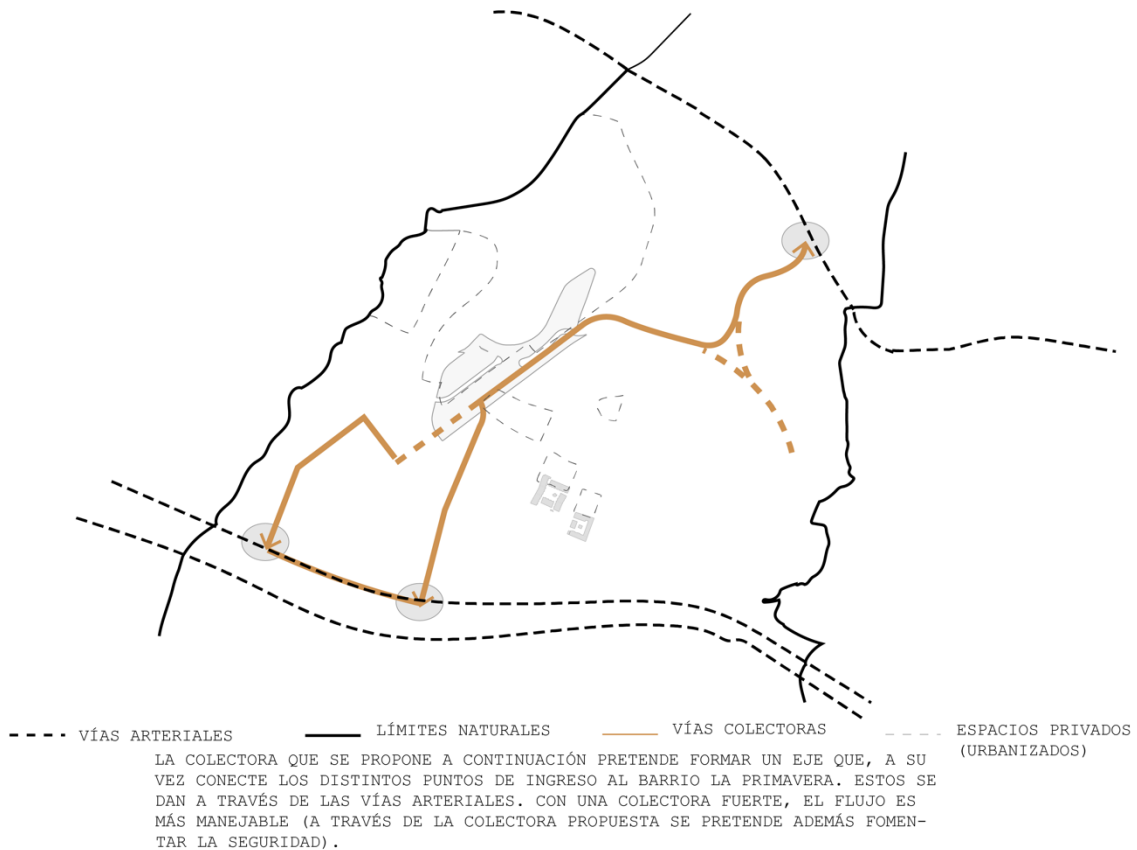 VÍAS ARTERIALES
LÍMITES NATURALES
VÍAS COLECTORAS
ESPACIOS PRIVADOS
(URBANIZADOS)
LA COLECTORA QUE SE PROPONE A CONTINUACIÓN PRETENDE FORMAR UN EJE QUE, A SU
VEZ CONECTE LOS DISTINTOS PUNTOS DE INGRESO AL BARRIO LA PRIMAVERA. ESTOS SE
DAN A TRAVÉS DE LAS VÍAS ARTERIALES. CON UNA COLECTORA FUERTE, EL FLUJO ES
MÁS MANEJABLE (A TRAVÉS DE LA COLECTORA PROPUESTA SE PRETENDE ADEMÁS FOMEN-
TAR LA SEGURIDAD).